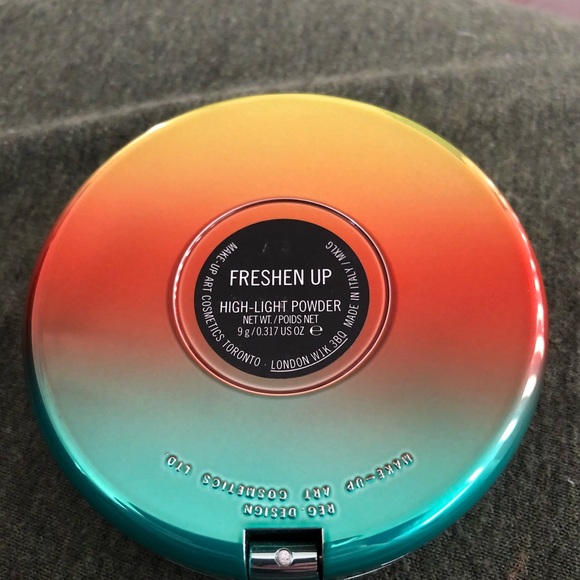 FRESHEN UP
HIGH-LIGHT POWDER
NET WT. / POIDS NET
9 g / 0.317 US OZ ℮
MAKE-UP ART COSMETICS TORONTO · LONDON W1K 3BQ MADE IN ITALY / MXLG
MAKE-UP ART COSMETICS LTD.
REG. DESIGN